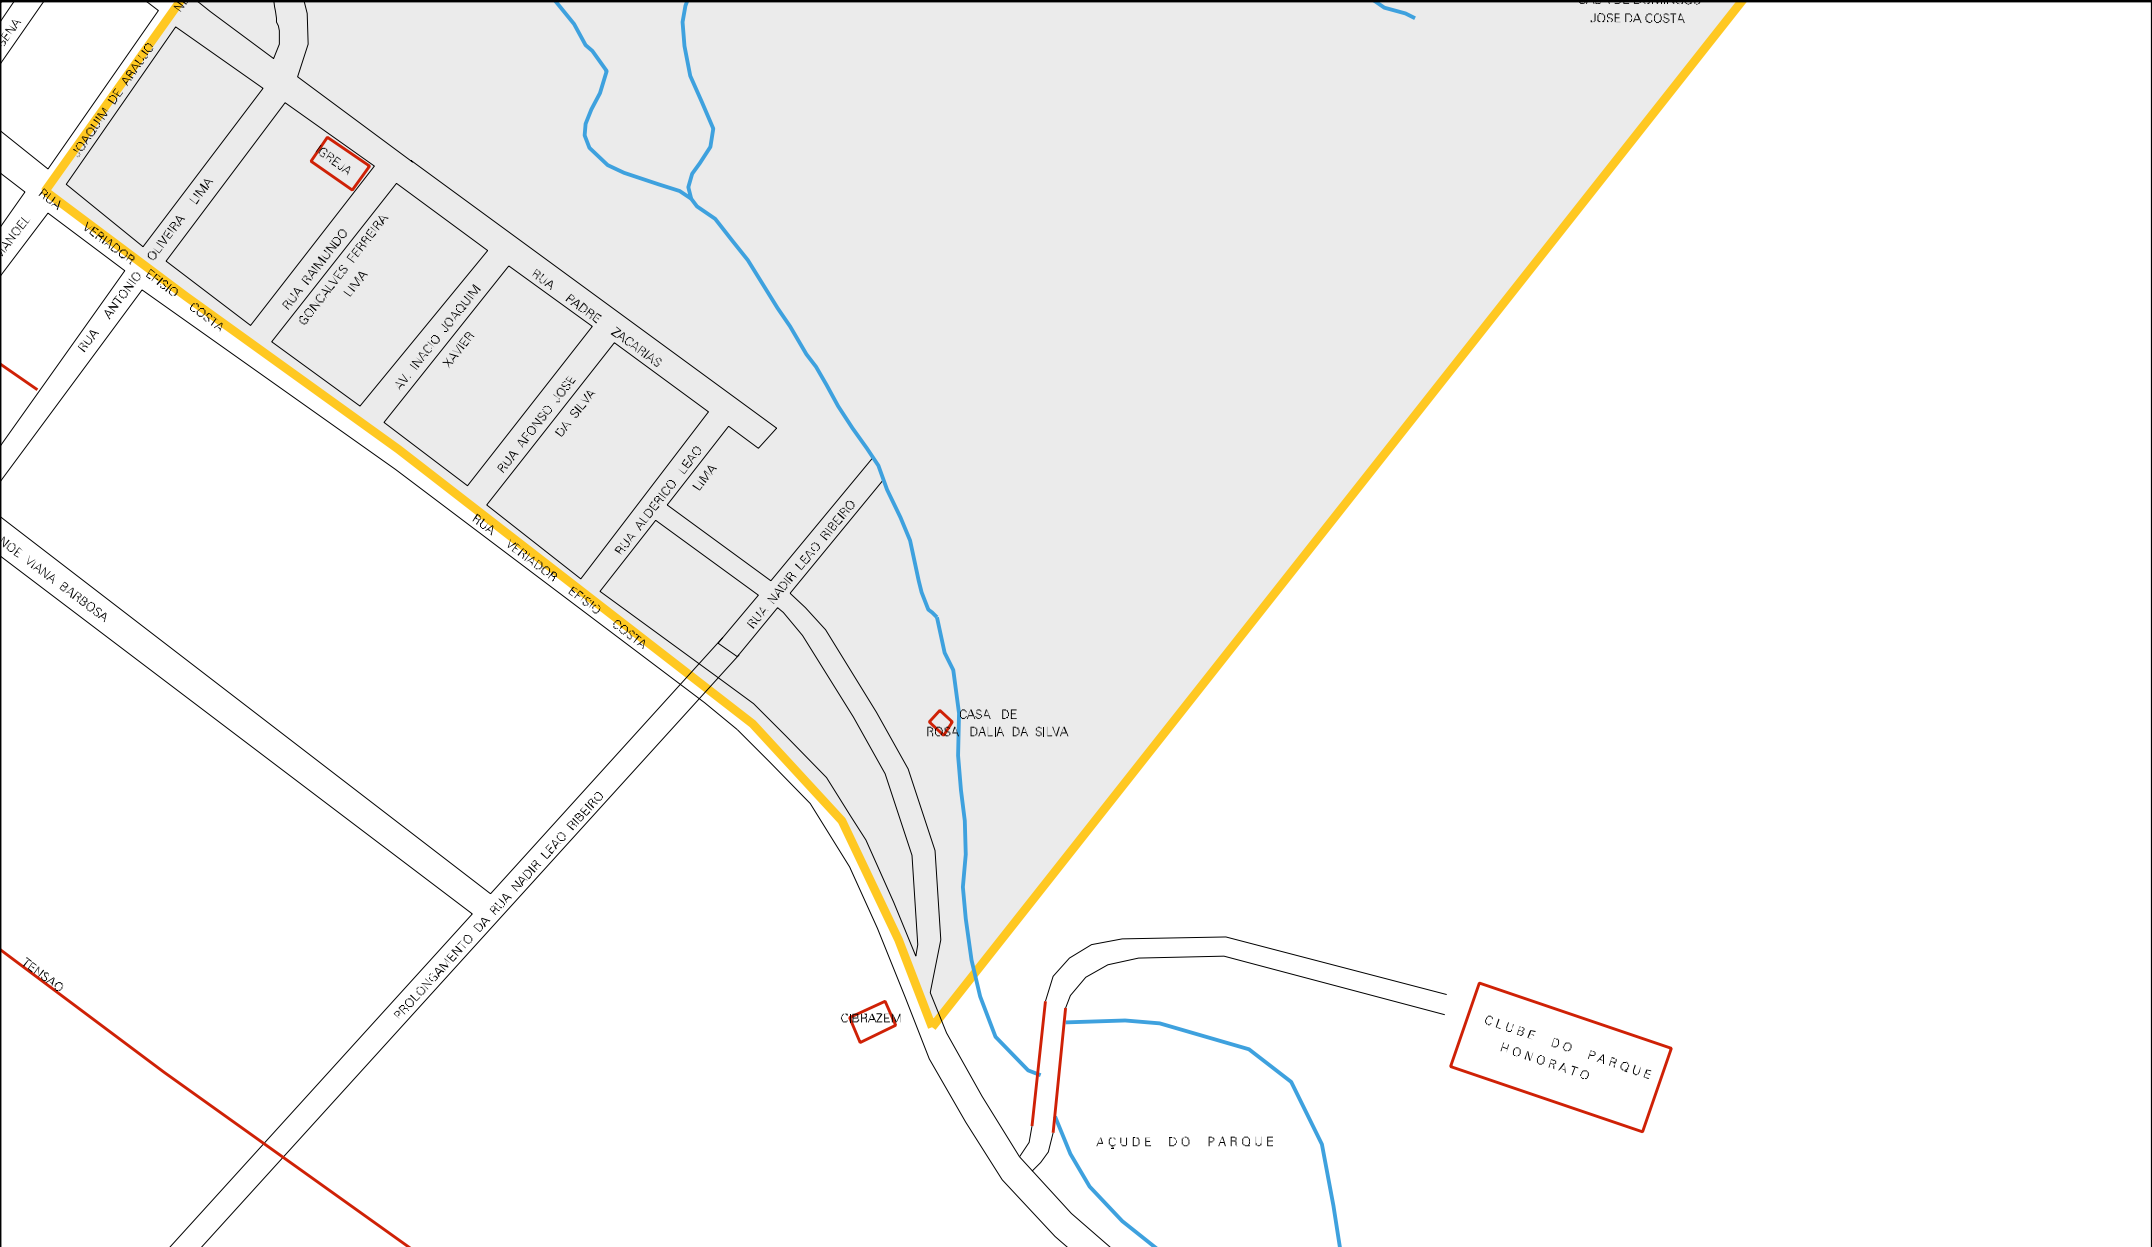 JOSE DA COSTA
JOAQUIM DE ARAUJO
IGREJA
RUA VERIADOR EFISIO COSTA
RUA ANTONIO OLIVEIRA LIMA
RUA RAIMUNDO
GONCALVES FERREIRA
LIMA
AV. INACIO JOAQUIM
XAVIER
RUA PADRE ZACARIAS
RUA AFONSO JOSE
DA SILVA
RUA ALDERICO LEAO
LIMA
RUA NADIR LEAO RIBEIRO
RUA VERIADOR EFISIO COSTA
NOE VIANA BARBOSA
CASA DE
ROSA DALIA DA SILVA
PROLONGAMENTO DA RUA NADIR LEAO RIBEIRO
TENSAO
CIBRAZEM
CLUBE DO PARQUE
HONORATO
AÇUDE DO PARQUE